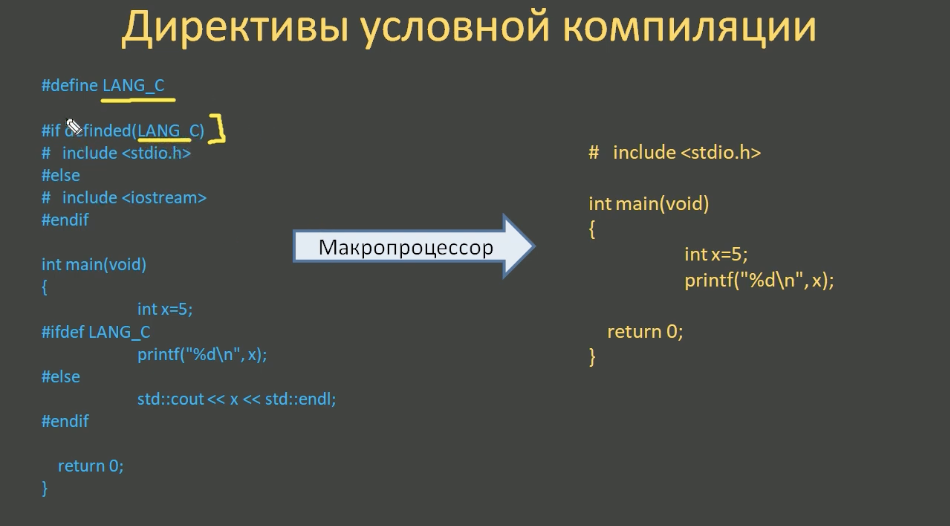 Директивы условной компиляции
#define LANG_C
#if definded(LANG_C)
#   include <stdio.h>
#else
#   include <iostream>
#endif
int main(void)
{
int x=5;
#ifdef LANG_C
printf("%d\n", x);
#else
std::cout << x << std::endl;
#endif
return 0;
}
Макропроцессор
#   include <stdio.h>
int main(void)
{
int x=5;
printf("%d\n", x);
return 0;
}